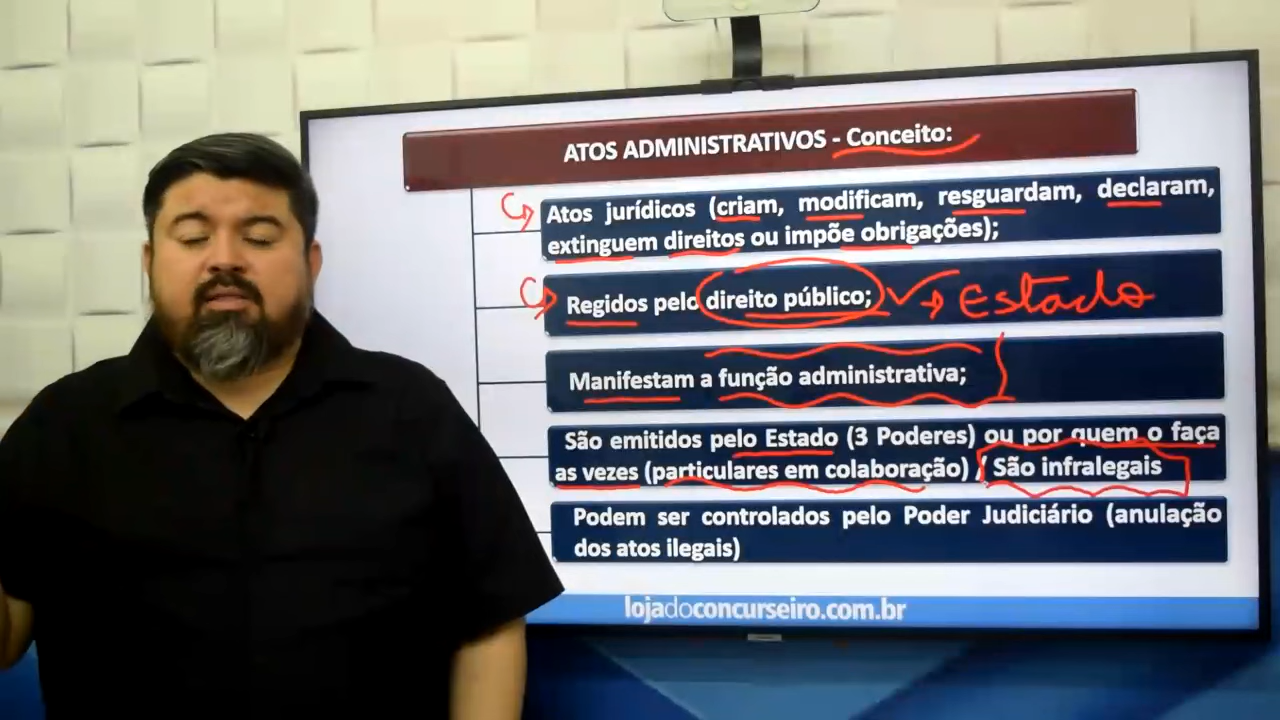 ATOS ADMINISTRATIVOS - Conceito:
Atos jurídicos (criam, modificam, resguardam, declaram,
extinguem direitos ou impõe obrigações);
Regidos pelo direito público; Estado
Manifestam a função administrativa;
São emitidos pelo Estado (3 Poderes) ou por quem o faça
as vezes (particulares em colaboração) / São infralegais
Podem ser controlados pelo Poder Judiciário (anulação
dos atos ilegais)
lojadoconcurseiro.com.br